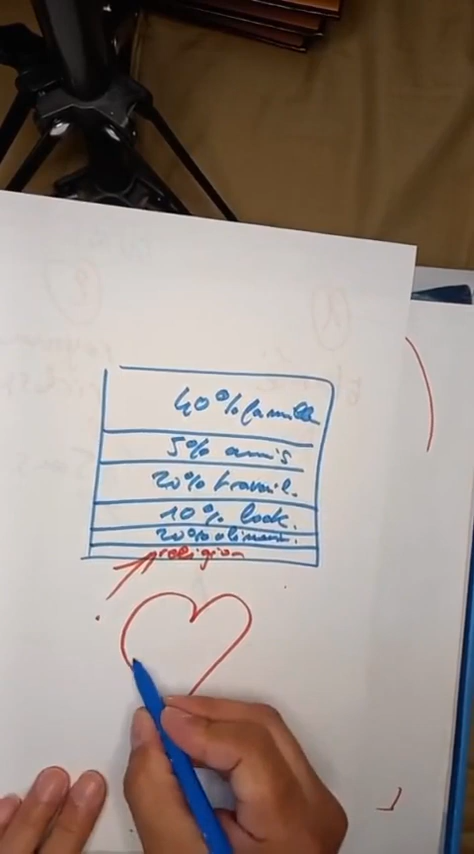 40% famille
5% amis
20% travail.
10% look.
20% aliment.
religion